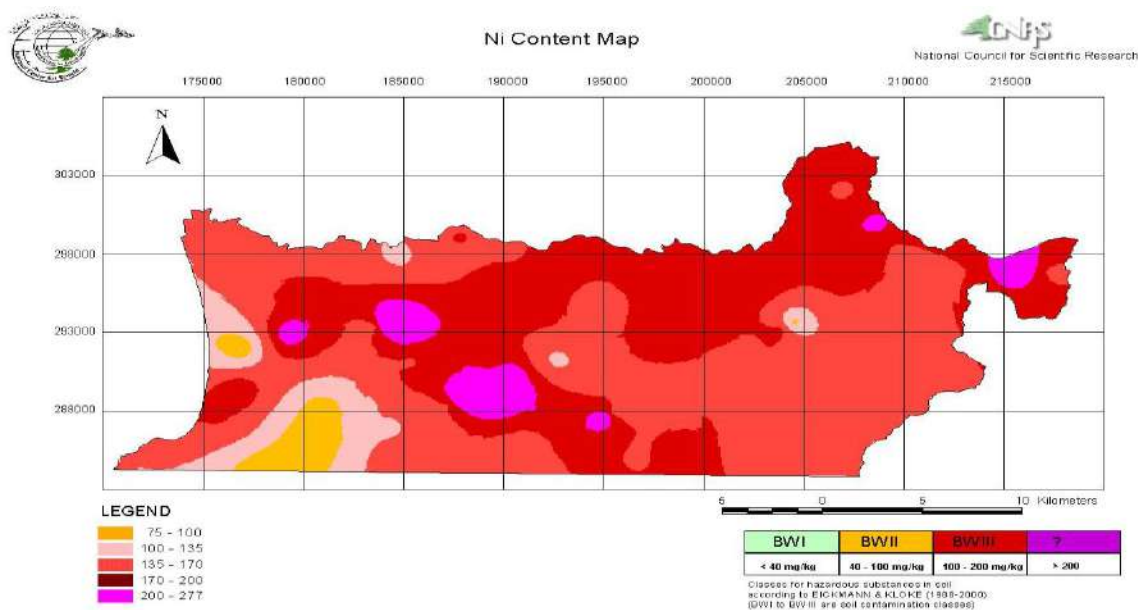 Ni Content Map
CNRS
National Council for Scientific Research
175000 180000 185000 190000 195000 200000 205000 210000 215000
N
303000
298000
293000
288000
5 0 5 10 Kilometers
LEGEND
75 - 100
100 - 135
135 - 170
170 - 200
200 - 277
BWI BWII BWIII ?
< 40 mg/kg 40 - 100 mg/kg 100 - 200 mg/kg > 200
Classes for hazardous substances in soil
according to EICKMANN & KLOKE (1988-2000)
(BWI to BWIII are soil contamination classes)